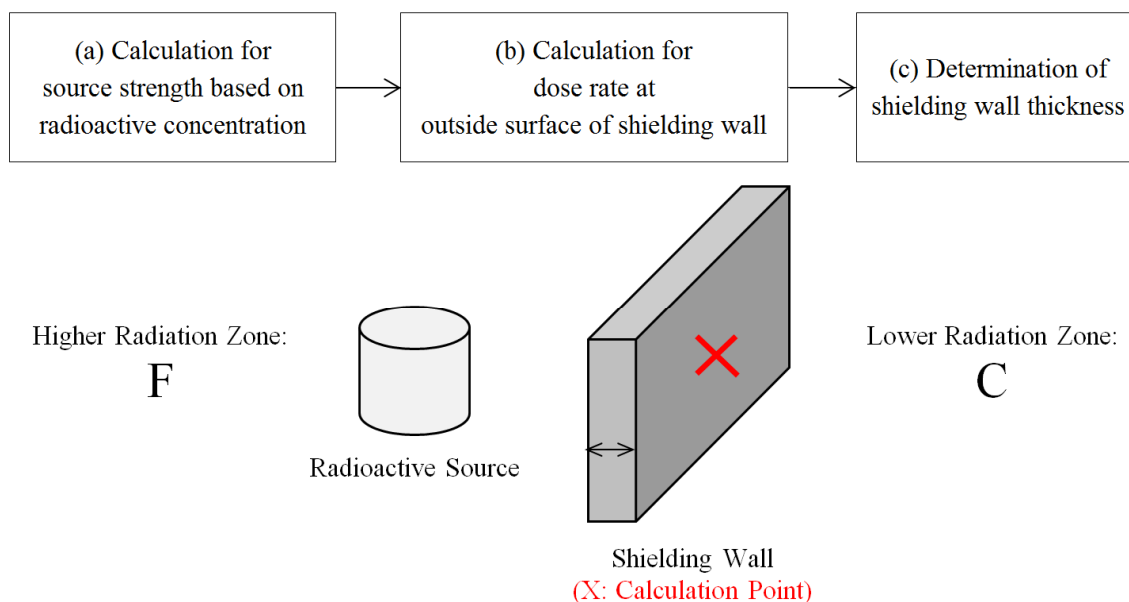 (a) Calculation for
source strength based on
radioactive concentration
(b) Calculation for
dose rate at
outside surface of shielding wall
(c) Determination of
shielding wall thickness
Higher Radiation Zone:
F
Radioactive Source
Lower Radiation Zone:
C
Shielding Wall
(X: Calculation Point)